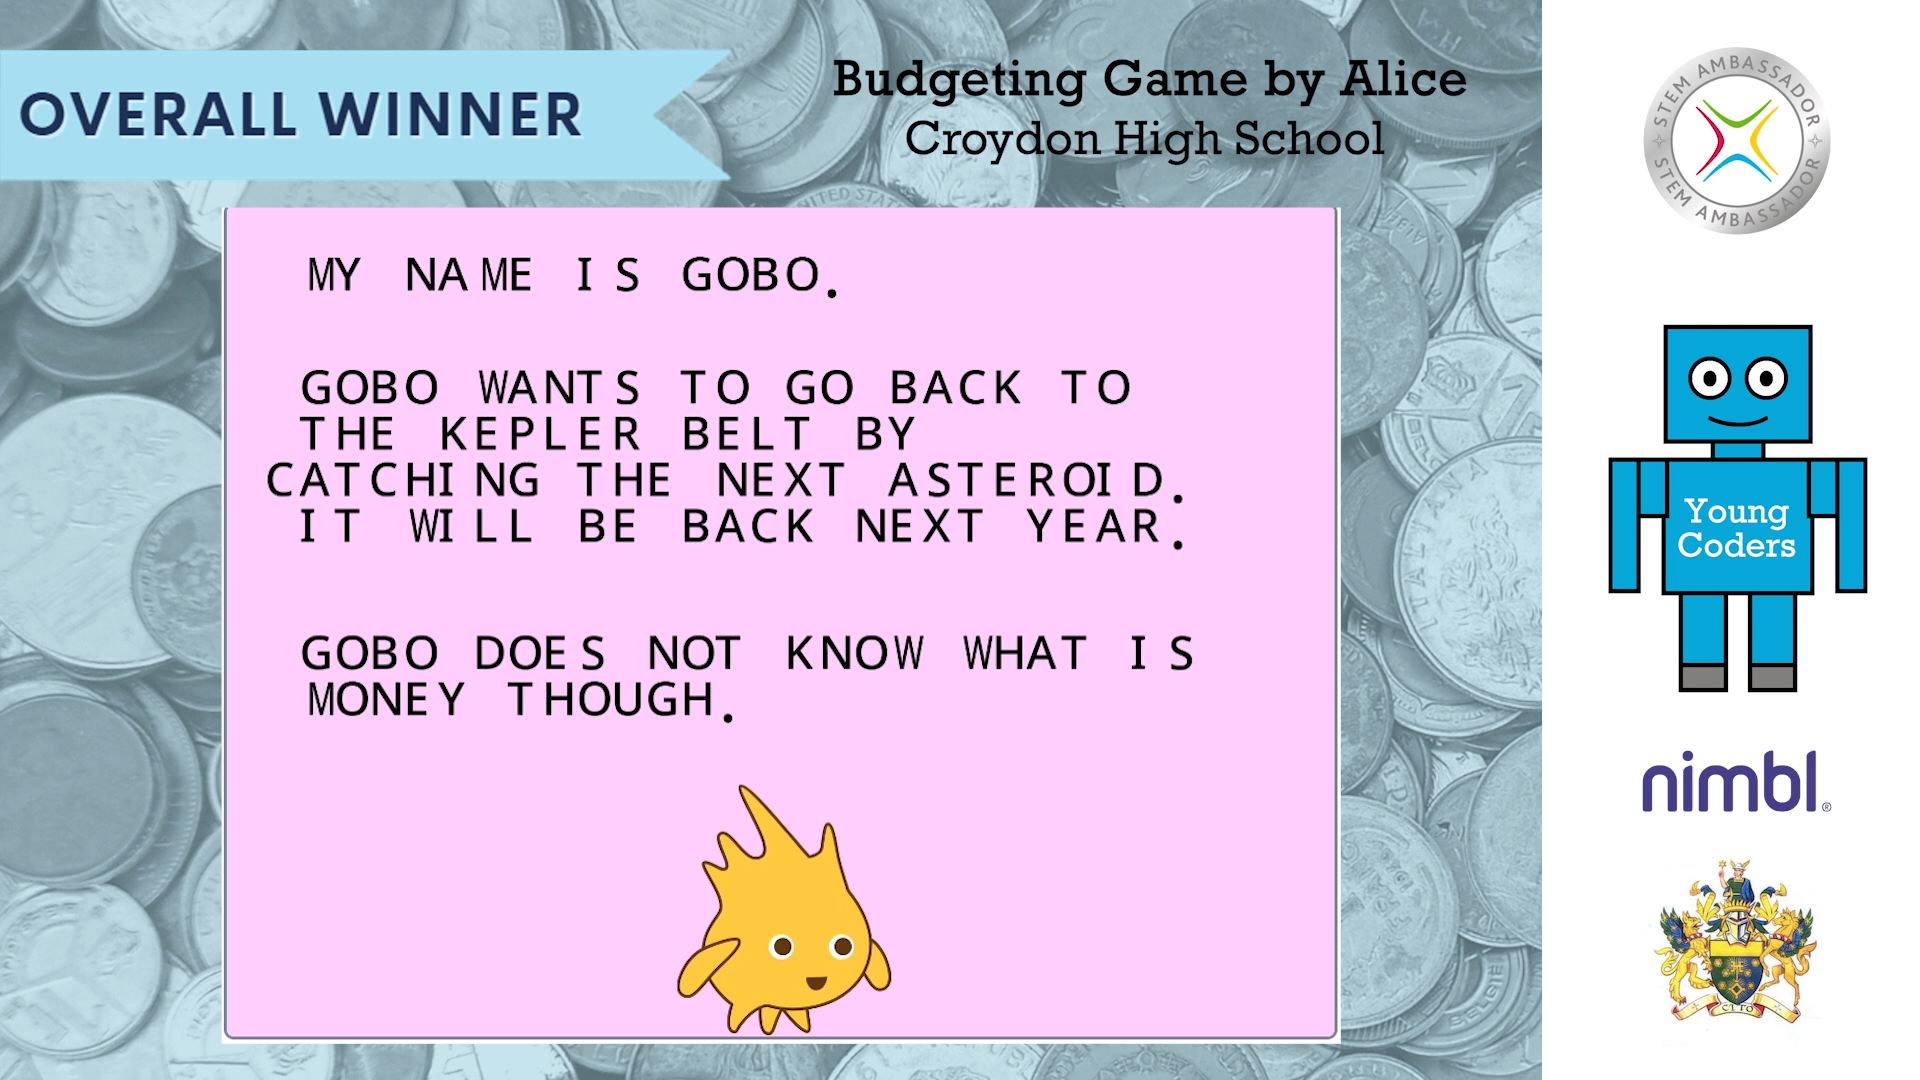 OVERALL WINNER
Budgeting Game by Alice
Croydon High School
MY NAME IS GOBO.
GOBO WANTS TO GO BACK TO
THE KEPLER BELT BY
CATCHING THE NEXT ASTEROID.
IT WILL BE BACK NEXT YEAR.
GOBO DOES NOT KNOW WHAT IS
MONEY THOUGH.
STEM AMBASSADOR
STEM AMBASSADOR
Young
Coders
nimbl®
CITO